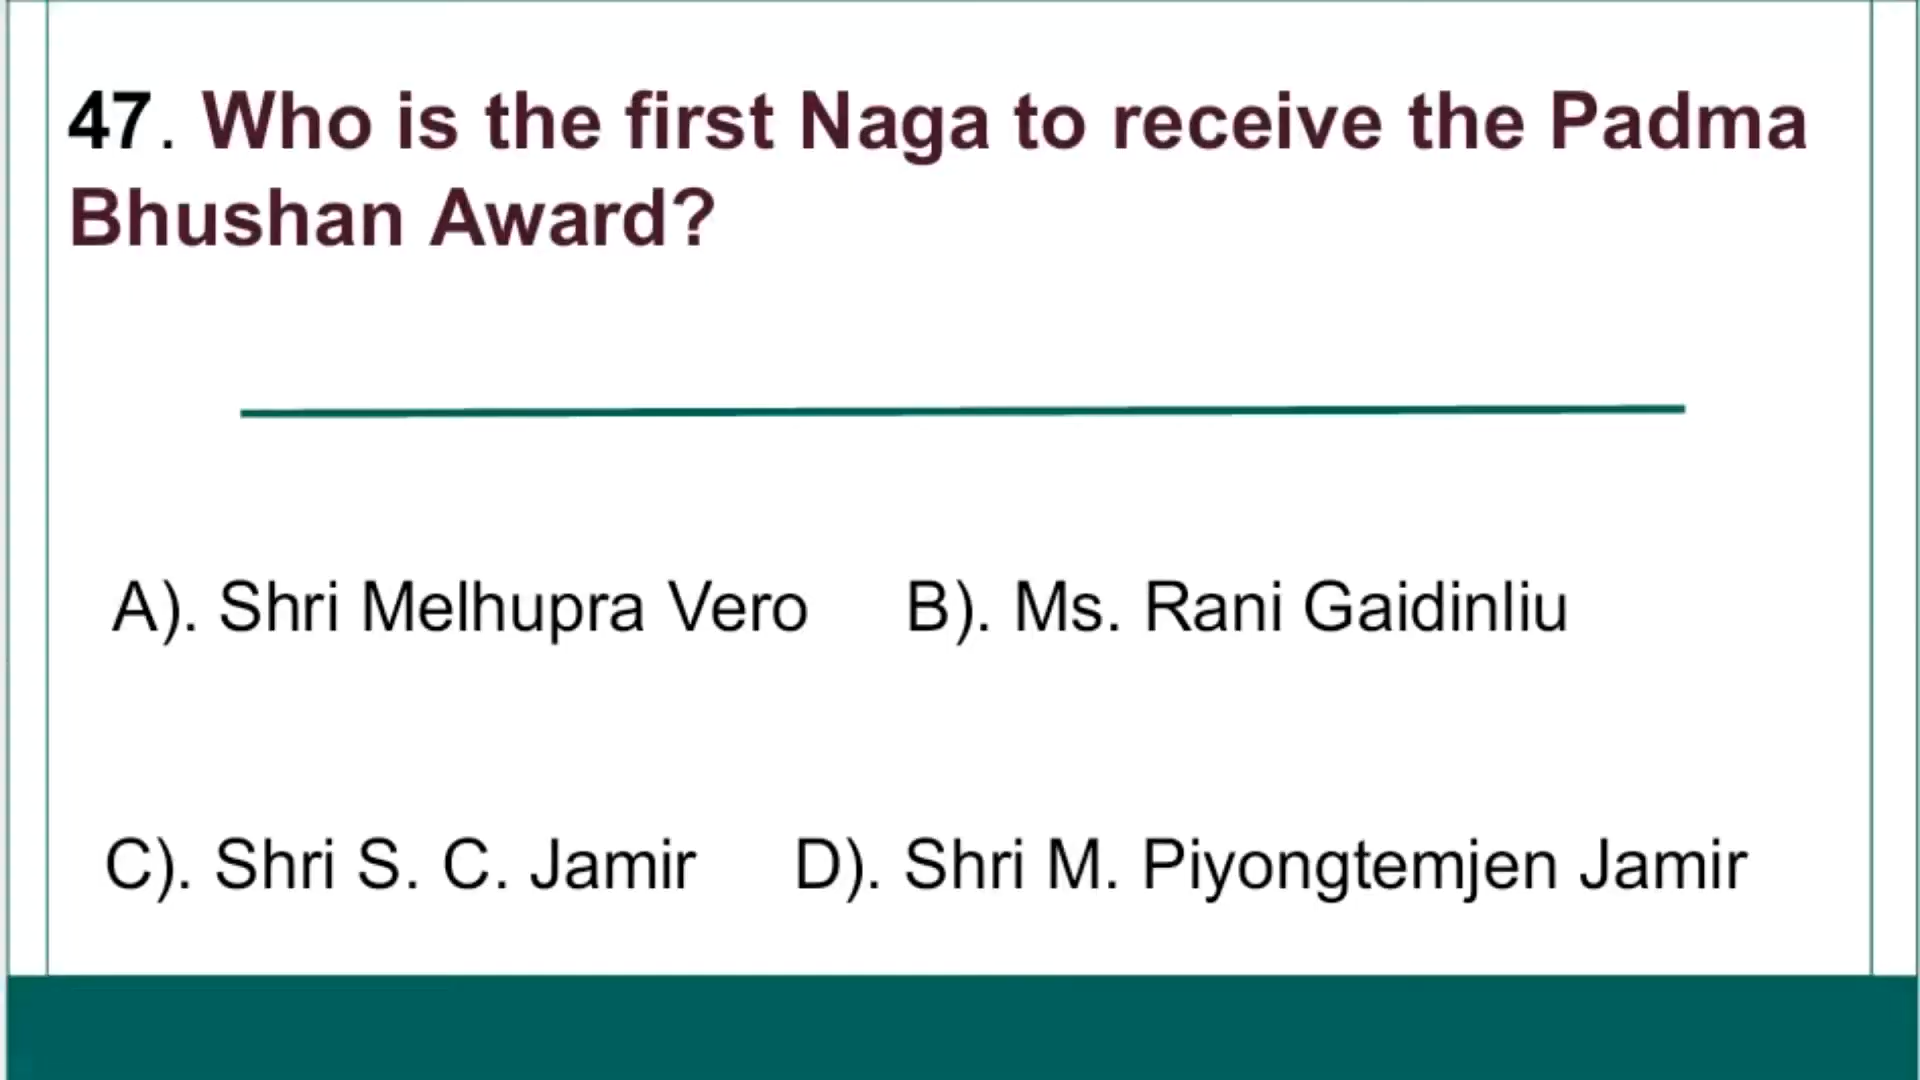 47. Who is the first Naga to receive the Padma
Bhushan Award?
A). Shri Melhupra Vero B). Ms. Rani Gaidinliu
C). Shri S. C. Jamir D). Shri M. Piyongtemjen Jamir